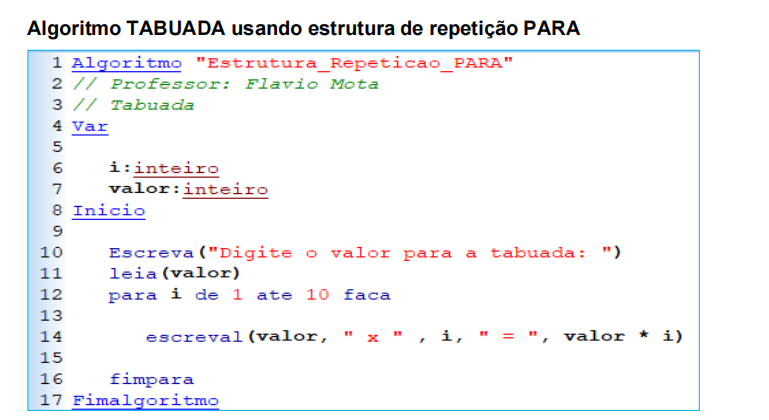 Algoritmo TABUADA usando estrutura de repetição PARA
1 Algoritmo "Estrutura_Repeticao_PARA"
2 // Professor: Flavio Mota
3 // Tabuada
4 Var
5
6 i:inteiro
7 valor:inteiro
8 Inicio
9
10 Escreva("Digite o valor para a tabuada: ")
11 leia(valor)
12 para i de 1 ate 10 faca
13
14 escreval(valor, " x " , i, " = ", valor * i)
15
16 fimpara
17 Fimalgoritmo